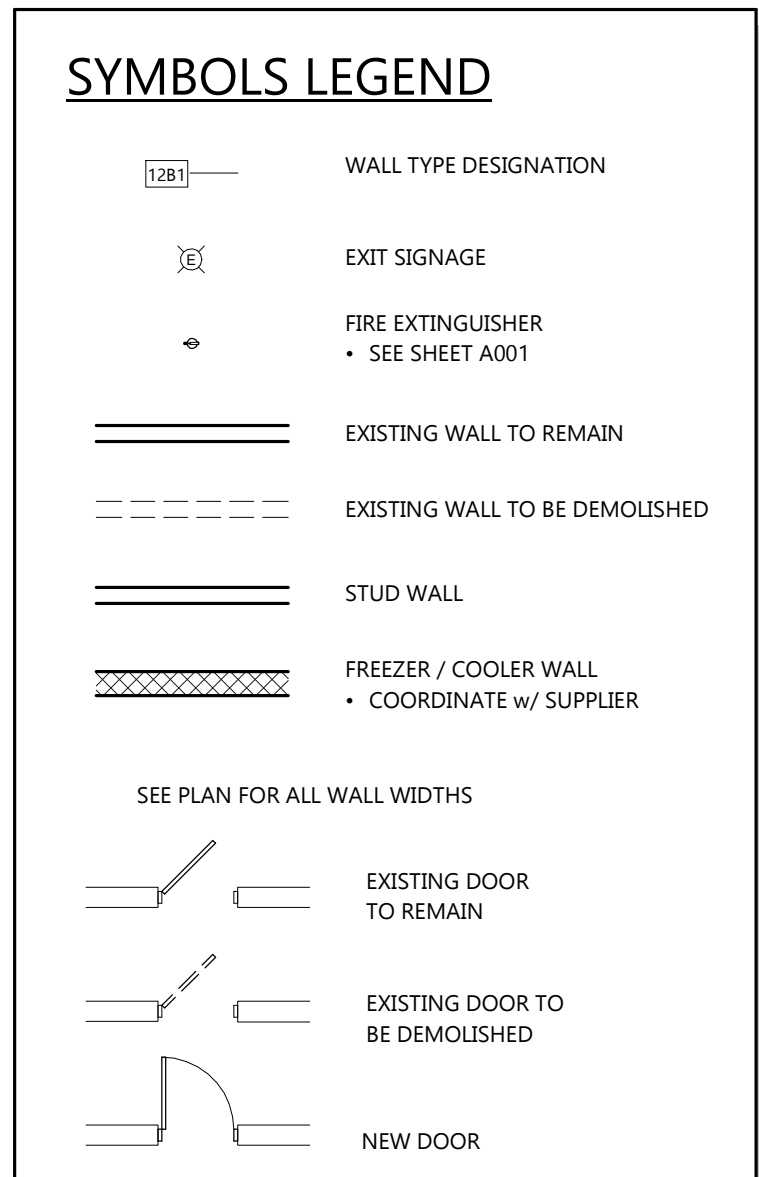 SYMBOLS LEGEND
12B1
WALL TYPE DESIGNATION
E
EXIT SIGNAGE
FIRE EXTINGUISHER
• SEE SHEET A001
EXISTING WALL TO REMAIN
EXISTING WALL TO BE DEMOLISHED
STUD WALL
FREEZER / COOLER WALL
• COORDINATE w/ SUPPLIER
SEE PLAN FOR ALL WALL WIDTHS
EXISTING DOOR
TO REMAIN
EXISTING DOOR TO
BE DEMOLISHED
NEW DOOR